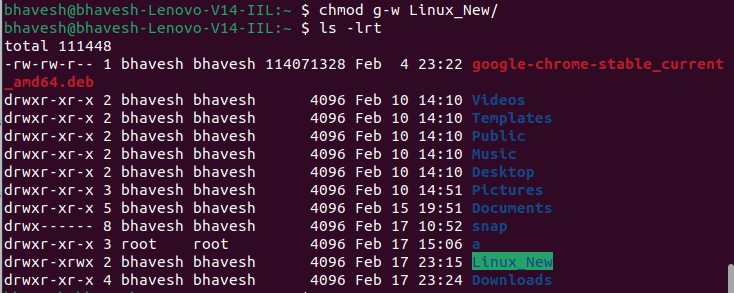 bhavesh@bhavesh-Lenovo-V14-IIL:~ $ chmod g-w Linux_New/
bhavesh@bhavesh-Lenovo-V14-IIL:~ $ ls -lrt
total 111448
-rw-rw-r-- 1 bhavesh bhavesh 114071328 Feb  4 23:22 google-chrome-stable_current
_amd64.deb
drwxr-xr-x 2 bhavesh bhavesh      4096 Feb 10 14:10 Videos
drwxr-xr-x 2 bhavesh bhavesh      4096 Feb 10 14:10 Templates
drwxr-xr-x 2 bhavesh bhavesh      4096 Feb 10 14:10 Public
drwxr-xr-x 2 bhavesh bhavesh      4096 Feb 10 14:10 Music
drwxr-xr-x 2 bhavesh bhavesh      4096 Feb 10 14:10 Desktop
drwxr-xr-x 3 bhavesh bhavesh      4096 Feb 10 14:51 Pictures
drwxr-xr-x 5 bhavesh bhavesh      4096 Feb 15 19:51 Documents
drwx------ 8 bhavesh bhavesh      4096 Feb 17 10:52 snap
drwxr-xr-x 3 root    root         4096 Feb 17 15:06 a
drwxr-xrwx 2 bhavesh bhavesh      4096 Feb 17 23:15 Linux_New
drwxr-xr-x 4 bhavesh bhavesh      4096 Feb 17 23:24 Downloads